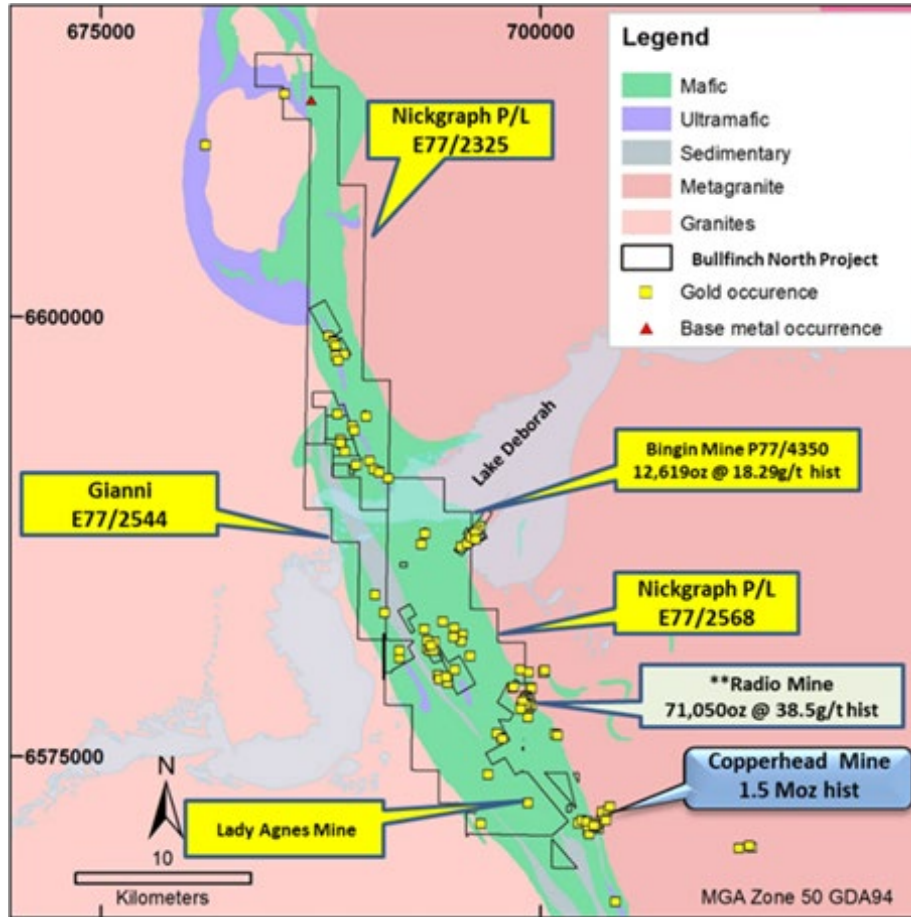 675000
700000
Legend
Mafic
Ultramafic
Sedimentary
Metagranite
Granites
Bullfinch North Project
Gold occurence
Base metal occurrence
Nickgraph P/L
E77/2325
6600000
Lake Deborah
Bingin Mine P77/4350
12,619oz @ 18.29g/t hist
Gianni
E77/2544
Nickgraph P/L
E77/2568
**Radio Mine
71,050oz @ 38.5g/t hist
6575000
N
Copperhead Mine
1.5 Moz hist
Lady Agnes Mine
10
Kilometers
MGA Zone 50 GDA94